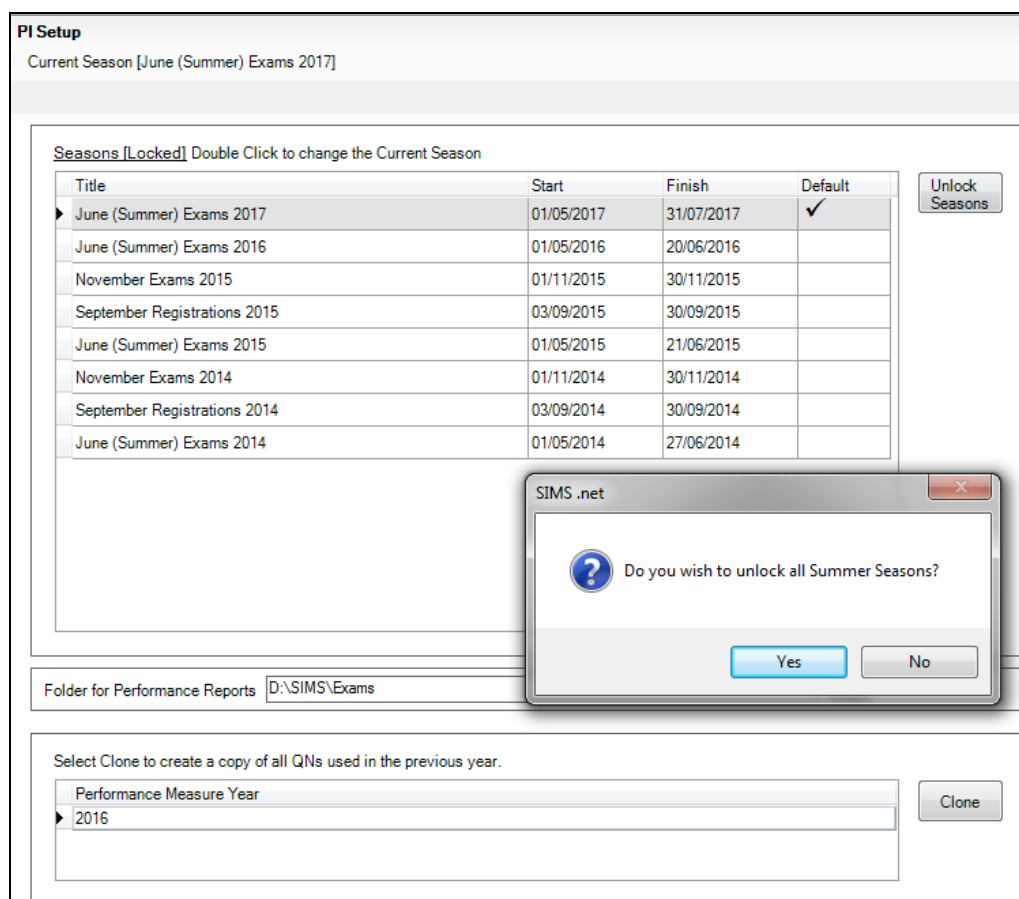 PI Setup
Current Season [June (Summer) Exams 2017]
Seasons [Locked] Double Click to change the Current Season
Title Start Finish Default
June (Summer) Exams 2017 01/05/2017 31/07/2017 ✓
June (Summer) Exams 2016 01/05/2016 20/06/2016
November Exams 2015 01/11/2015 30/11/2015
September Registrations 2015 03/09/2015 30/09/2015
June (Summer) Exams 2015 01/05/2015 21/06/2015
November Exams 2014 01/11/2014 30/11/2014
September Registrations 2014 03/09/2014 30/09/2014
June (Summer) Exams 2014 01/05/2014 27/06/2014
Unlock
Seasons
SIMS .net
Do you wish to unlock all Summer Seasons?
Yes No
Folder for Performance Reports D:\SIMS\Exams
Select Clone to create a copy of all QNs used in the previous year.
Performance Measure Year
2016
Clone